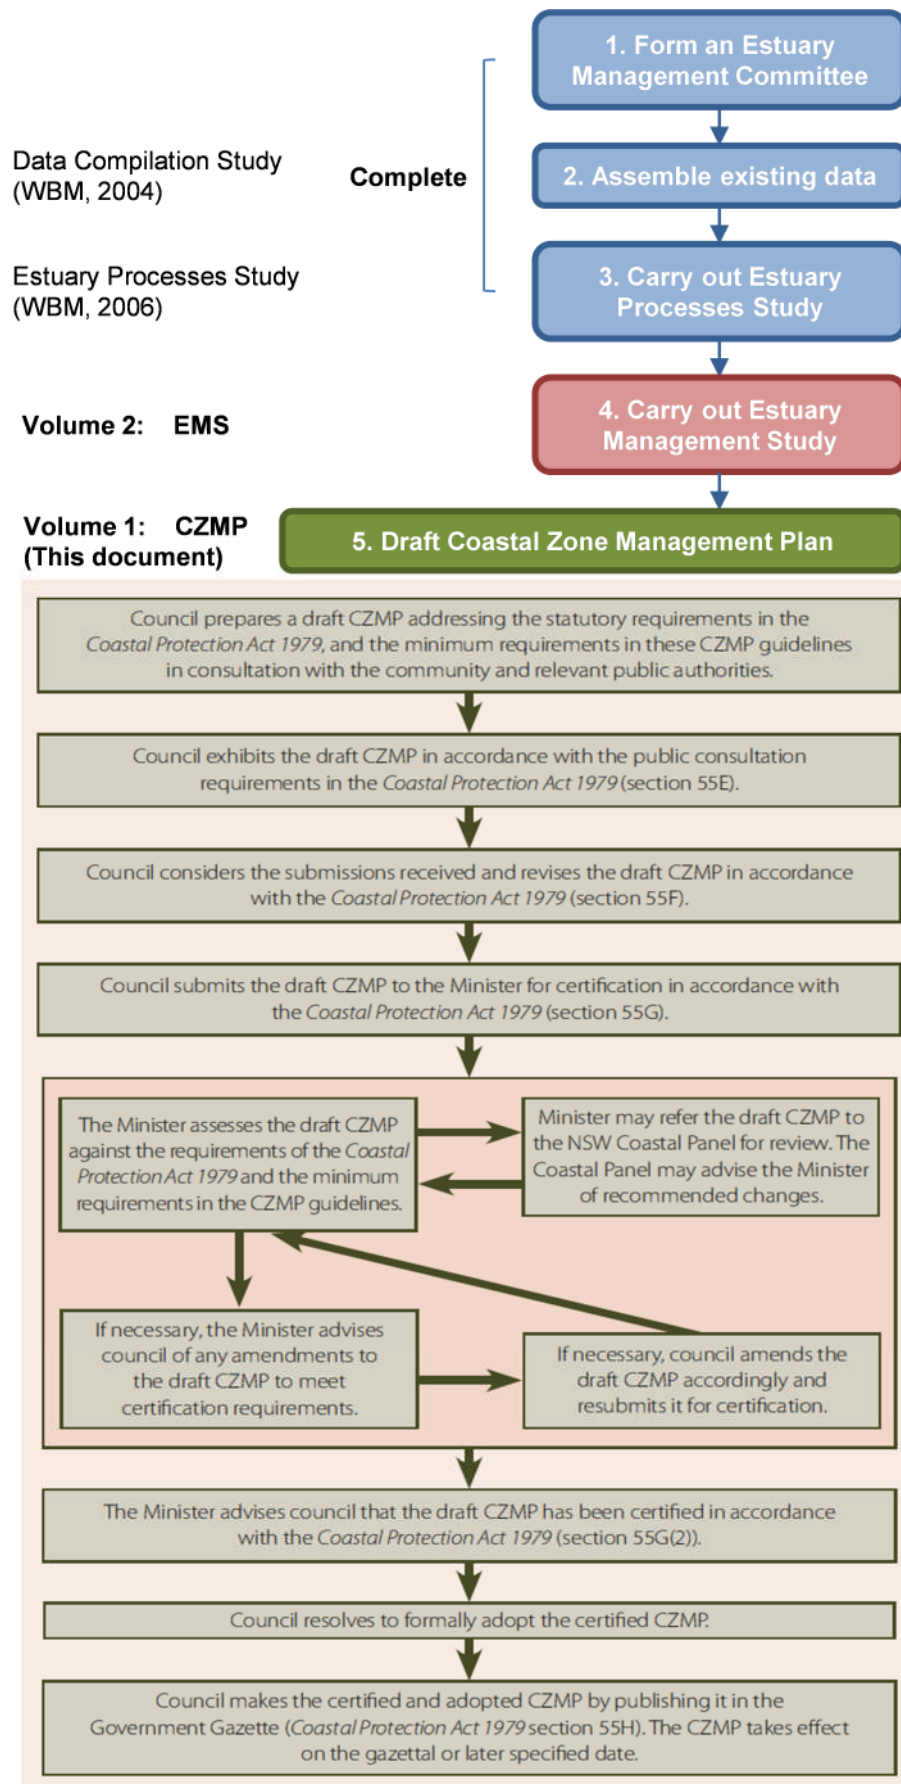 1. Form an Estuary
Management Committee
Data Compilation Study
(WBM, 2004)
Complete
2. Assemble existing data
Estuary Processes Study
(WBM, 2006)
3. Carry out Estuary
Processes Study
Volume 2: EMS
4. Carry out Estuary
Management Study
Volume 1: CZMP
(This document)
5. Draft Coastal Zone Management Plan
Council prepares a draft CZMP addressing the statutory requirements in the
Coastal Protection Act 1979, and the minimum requirements in these CZMP guidelines
in consultation with the community and relevant public authorities.
Council exhibits the draft CZMP in accordance with the public consultation
requirements in the Coastal Protection Act 1979 (section 55E).
Council considers the submissions received and revises the draft CZMP in accordance
with the Coastal Protection Act 1979 (section 55F).
Council submits the draft CZMP to the Minister for certification in accordance with
the Coastal Protection Act 1979 (section 55G).
The Minister assesses the draft CZMP
against the requirements of the Coastal
Protection Act 1979 and the minimum
requirements in the CZMP guidelines.
Minister may refer the draft CZMP to
the NSW Coastal Panel for review. The
Coastal Panel may advise the Minister
of recommended changes.
If necessary, the Minister advises
council of any amendments to
the draft CZMP to meet
certification requirements.
If necessary, council amends the
draft CZMP accordingly and
resubmits it for certification.
The Minister advises council that the draft CZMP has been certified in accordance
with the Coastal Protection Act 1979 (section 55G(2)).
Council resolves to formally adopt the certified CZMP.
Council makes the certified and adopted CZMP by publishing it in the
Government Gazette (Coastal Protection Act 1979 section 55H). The CZMP takes effect
on the gazettal or later specified date.